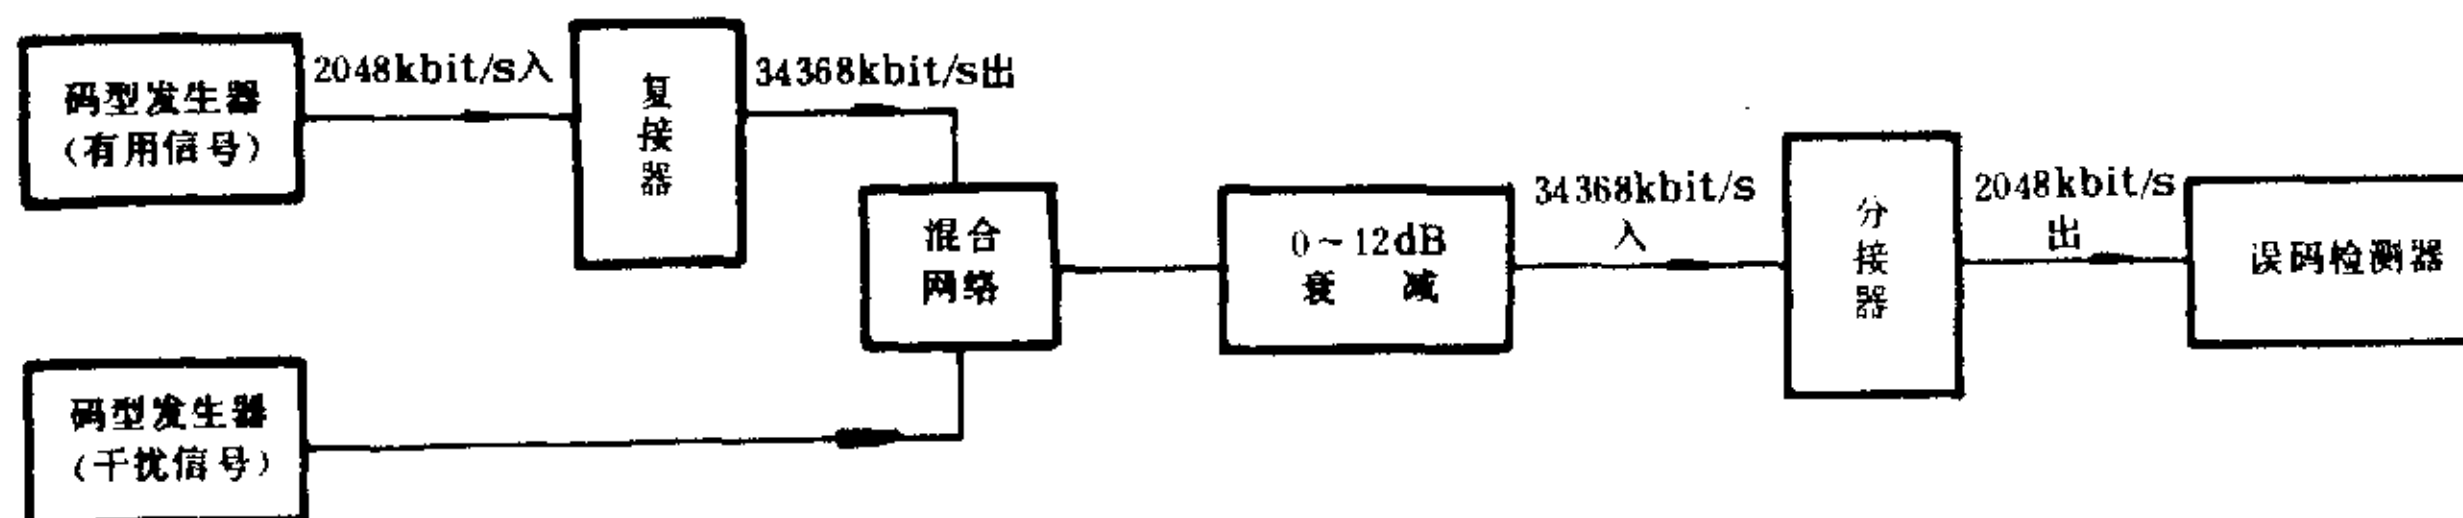 码型发生器
(有用信号)
2048kbit/s入
复
接
器
34368kbit/s出
混合
网络
0~12dB
衰 减
34368kbit/s
入
分
接
器
2048kbit/s
出
误码检测器
码型发生器
(干扰信号)